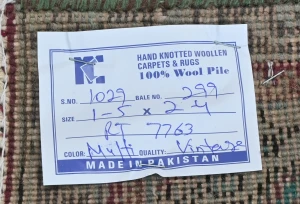 HAND KNOTTED WOOLLEN
CARPETS & RUGS
100% Wool Pile
S.NO. 1029 BALE NO. 299
SIZE 1-5 x 2-4
RT 7763
COLOR: Multi QUALITY: Vintage
MADE IN PAKISTAN